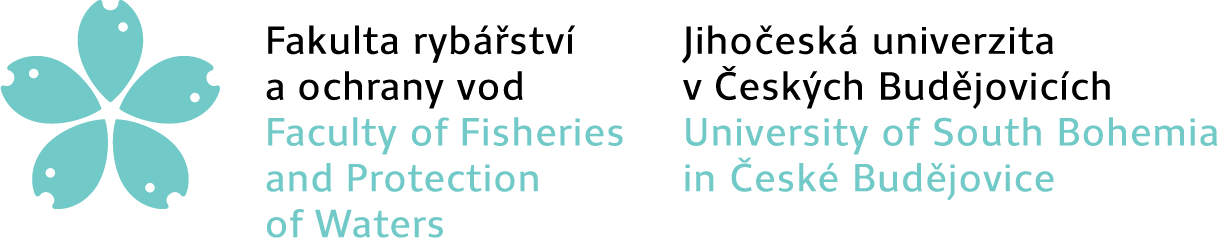 Fakulta rybářství
a ochrany vod
Faculty of Fisheries
and Protection
of Waters
Jihočeská univerzita
v Českých Budějovicích
University of South Bohemia
in České Budějovice